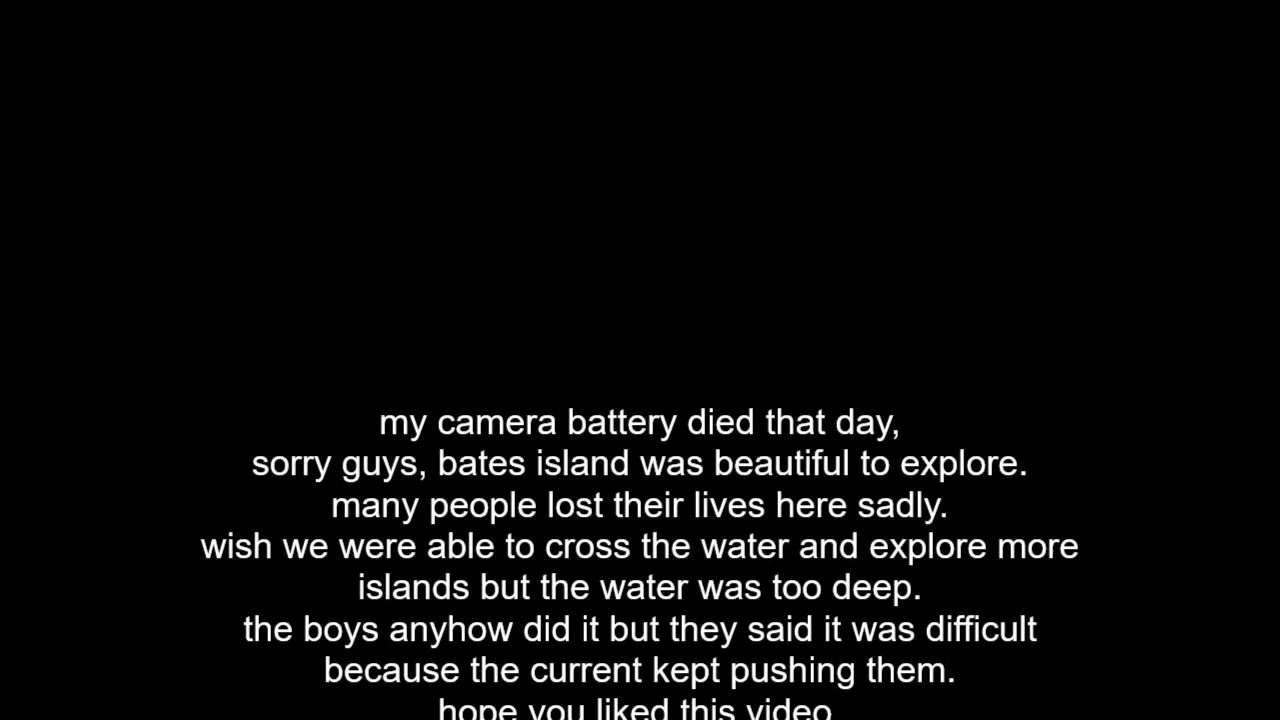 my camera battery died that day,
sorry guys, bates island was beautiful to explore.
many people lost their lives here sadly.
wish we were able to cross the water and explore more
islands but the water was too deep.
the boys anyhow did it but they said it was difficult
because the current kept pushing them.
hope you liked this video